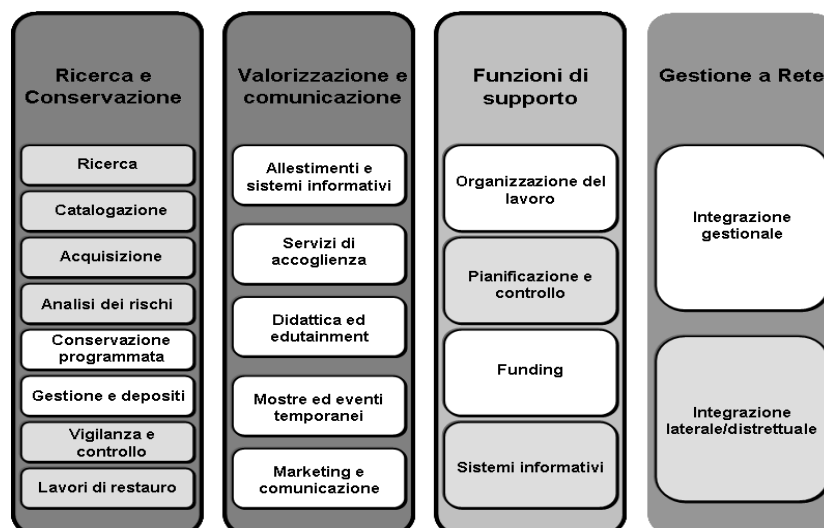 Ricerca e
Conservazione
Ricerca
Catalogazione
Acquisizione
Analisi dei rischi
Conservazione
programmata
Gestione e depositi
Vigilanza e
controllo
Lavori di restauro
Valorizzazione e
comunicazione
Allestimenti e
sistemi informativi
Servizi di
accoglienza
Didattica ed
edutainment
Mostre ed eventi
temporanei
Marketing e
comunicazione
Funzioni di
supporto
Organizzazione del
lavoro
Pianificazione e
controllo
Funding
Sistemi informativi
Gestione a Rete
Integrazione
gestionale
Integrazione
laterale/distrettuale